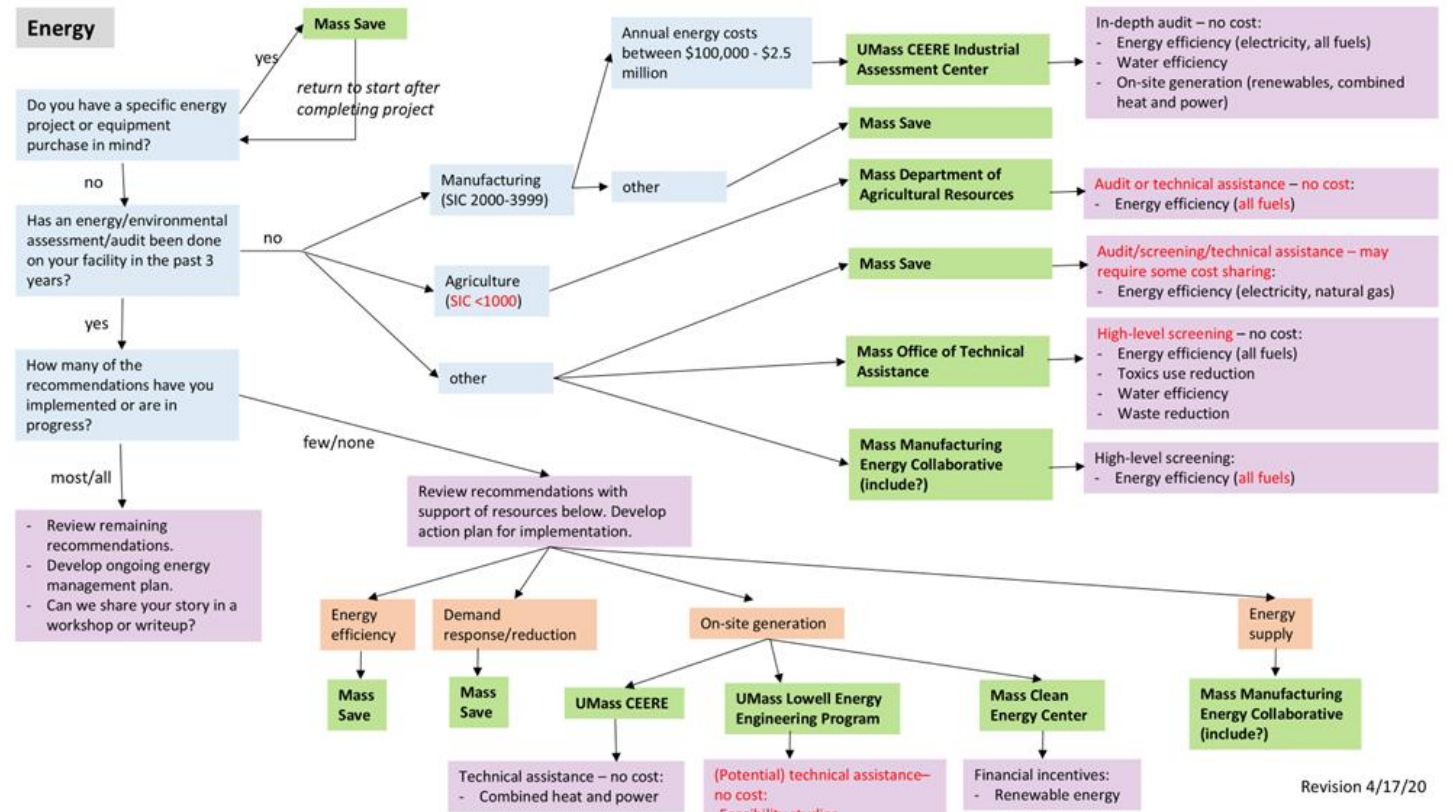 Energy
Mass Save
yes
return to start after
completing project
Do you have a specific energy
project or equipment
purchase in mind?
no
Has an energy/environmental
assessment/audit been done
on your facility in the past 3
years?
no
yes
How many of the
recommendations have you
implemented or are in
progress?
few/none
most/all
- Review remaining
recommendations.
- Develop ongoing energy
management plan.
- Can we share your story in a
workshop or writeup?
Manufacturing
(SIC 2000-3999)
Annual energy costs
between $100,000 - $2.5
million
other
Agriculture
(SIC <1000)
other
UMass CEERE Industrial
Assessment Center
In-depth audit – no cost:
- Energy efficiency (electricity, all fuels)
- Water efficiency
- On-site generation (renewables, combined
heat and power)
Mass Save
Mass Department of
Agricultural Resources
Audit or technical assistance – no cost:
- Energy efficiency (all fuels)
Mass Save
Audit/screening/technical assistance – may
require some cost sharing:
- Energy efficiency (electricity, natural gas)
Mass Office of Technical
Assistance
High-level screening – no cost:
- Energy efficiency (all fuels)
- Toxics use reduction
- Water efficiency
- Waste reduction
Mass Manufacturing
Energy Collaborative
(include?)
High-level screening:
- Energy efficiency (all fuels)
Review recommendations with
support of resources below. Develop
action plan for implementation.
Energy
efficiency
Mass
Save
Demand
response/reduction
Mass
Save
On-site generation
UMass CEERE
Technical assistance – no cost:
- Combined heat and power
UMass Lowell Energy
Engineering Program
(Potential) technical assistance–
no cost:
Mass Clean
Energy Center
Financial incentives:
- Renewable energy
Energy
supply
Mass Manufacturing
Energy Collaborative
(include?)
Revision 4/17/20